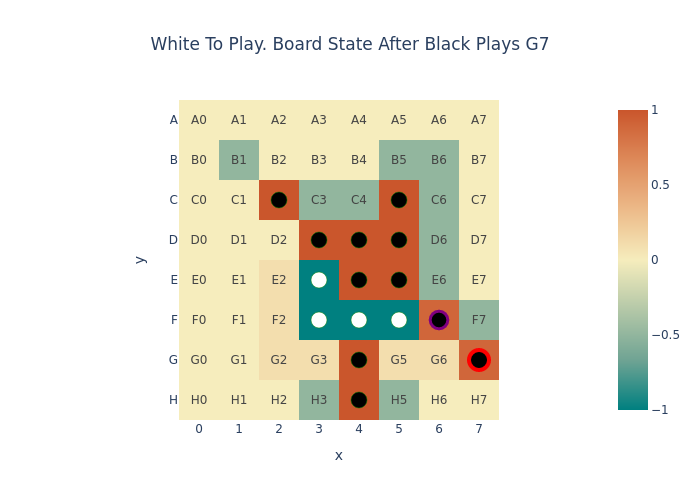 White To Play. Board State After Black Plays G7
A A0 A1 A2 A3 A4 A5 A6 A7
B B0 B1 B2 B3 B4 B5 B6 B7
C C0 C1 C3 C4 C6 C7
D D0 D1 D2 D6 D7
E E0 E1 E2 E6 E7
F F0 F1 F2 F7
G G0 G1 G2 G3 G5 G6
H H0 H1 H2 H3 H5 H6 H7
0 1 2 3 4 5 6 7
x
y
1
0.5
0
−0.5
−1